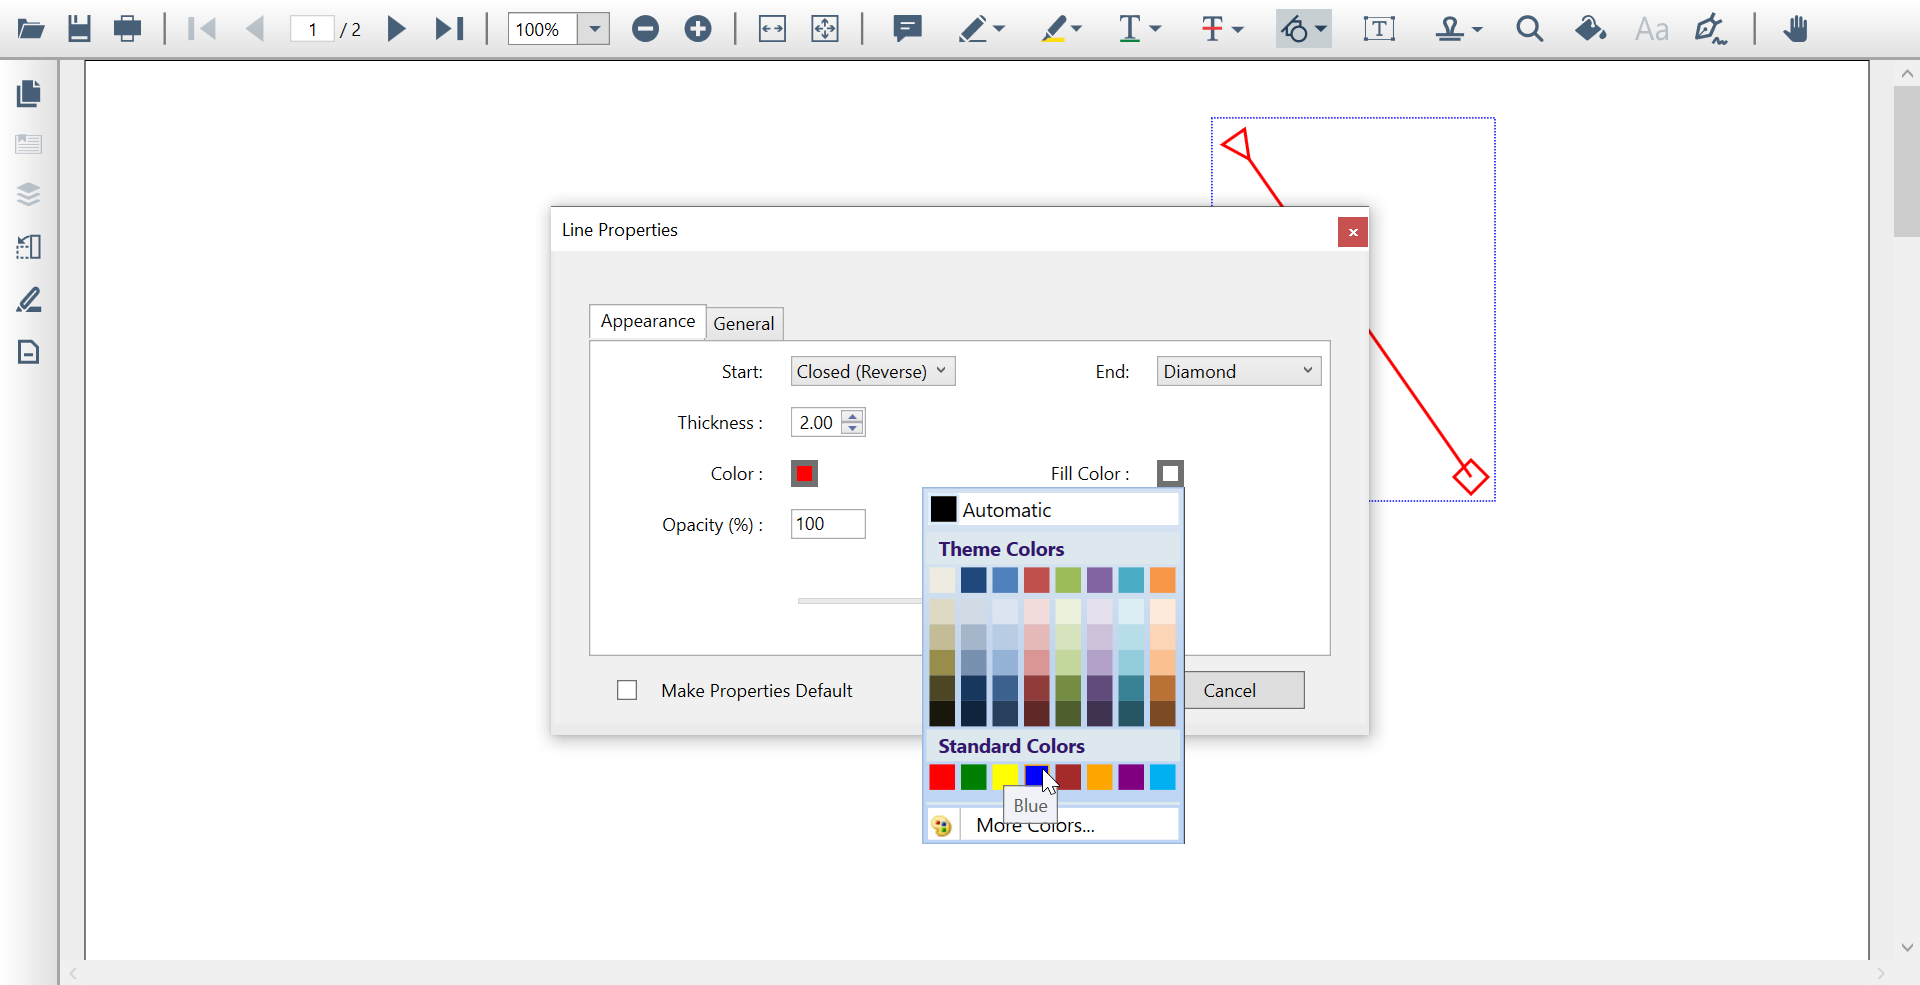 1 / 2 100% T T T Aa
Line Properties
Appearance General
Start: Closed (Reverse) End: Diamond
Thickness : 2.00
Color : Fill Color :
Opacity (%) : 100
Automatic
Theme Colors
Make Properties Default Cancel
Standard Colors
Blue
More Colors...